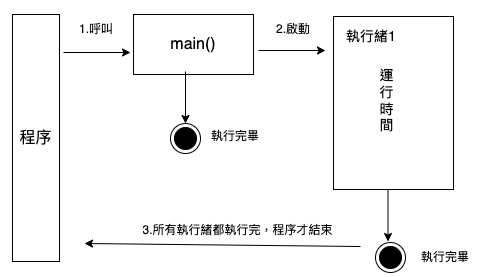 程序
1.呼叫
main()
2.啟動
執行緒1
運
行
時
間
執行完畢
3.所有執行緒都執行完，程序才結束
執行完畢